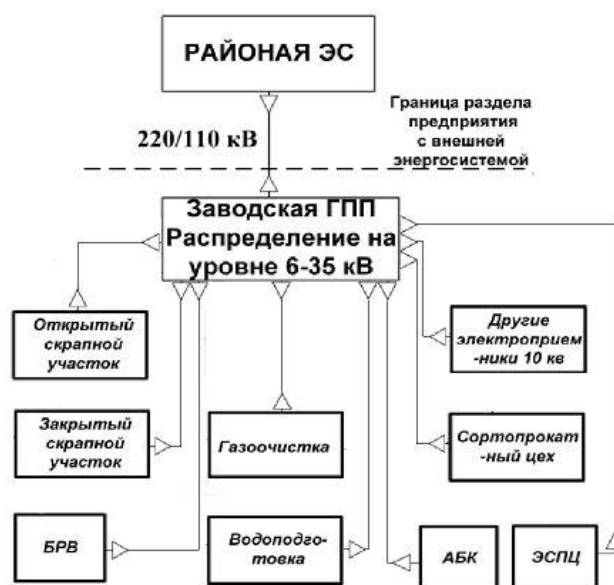 РАЙОНАЯ ЭС
220/110 кВ
Граница раздела
предприятия
с внешней
энергосистемой
Заводская ГПП
Распределение на
уровне 6-35 кВ
Открытый
скрапной
участок
Другие
электроприем
-ники 10 кв
Закрытый
скрапной
участок
Газоочистка
Сортопрокат
-ный цех
БРВ
Водоподго-
товка
АБК
ЭСПЦ